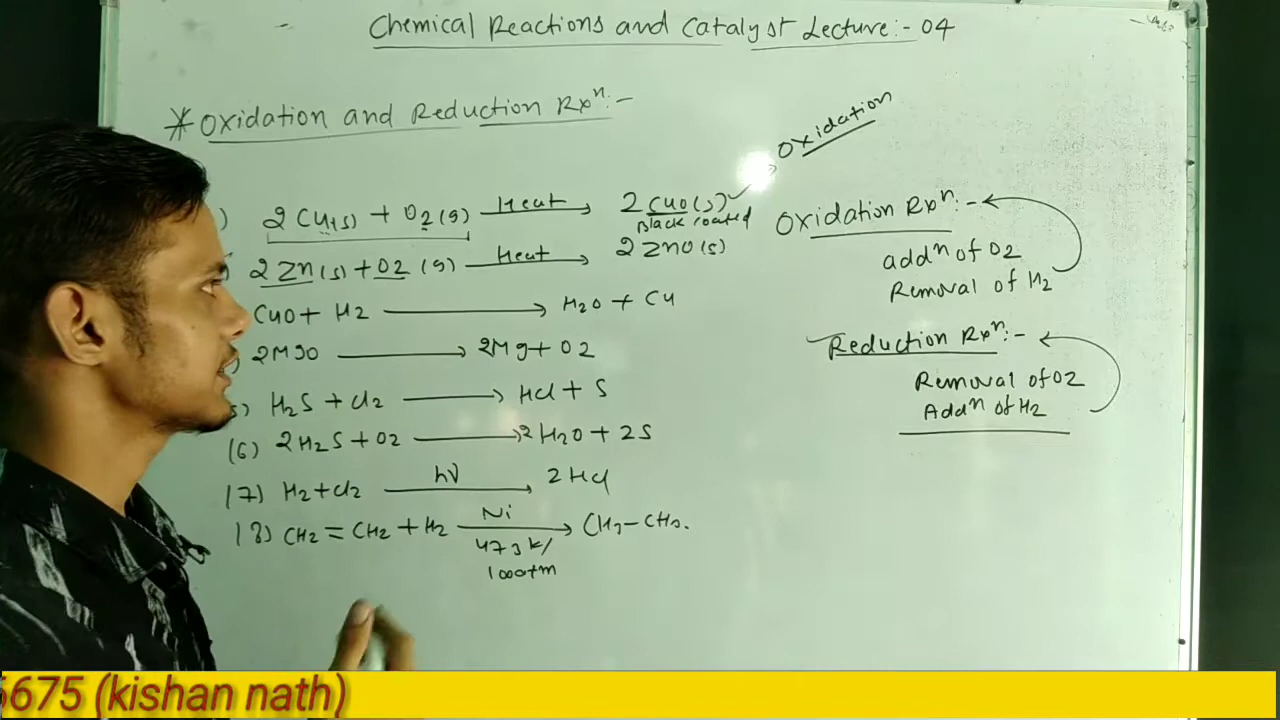 Chemical Reactions and Catalyst Lecture:- 04
* Oxidation and Reduction Rxⁿ:-
) 2Cu(s) + O2(g) —Heat→ 2CuO(s) ✓ → Oxidation
Black coated
2Zn(s) + O2 (g) —Heat→ 2ZnO(s)
CuO + H2 → H2O + Cu
) 2MgO → 2Mg + O2
5) H2S + Cl2 → HCl + S
(6) 2H2S + O2 → 2H2O + 2S
(7) H2 + Cl2 —hν→ 2HCl
(8) CH2 = CH2 + H2 —Ni→ CH3 – CH3.
473 K/
100atm
Oxidation Rxⁿ:-
addⁿ of O2
Removal of H2
Reduction Rxⁿ:-
Removal of O2
Addⁿ of H2
675 (kishan nath)